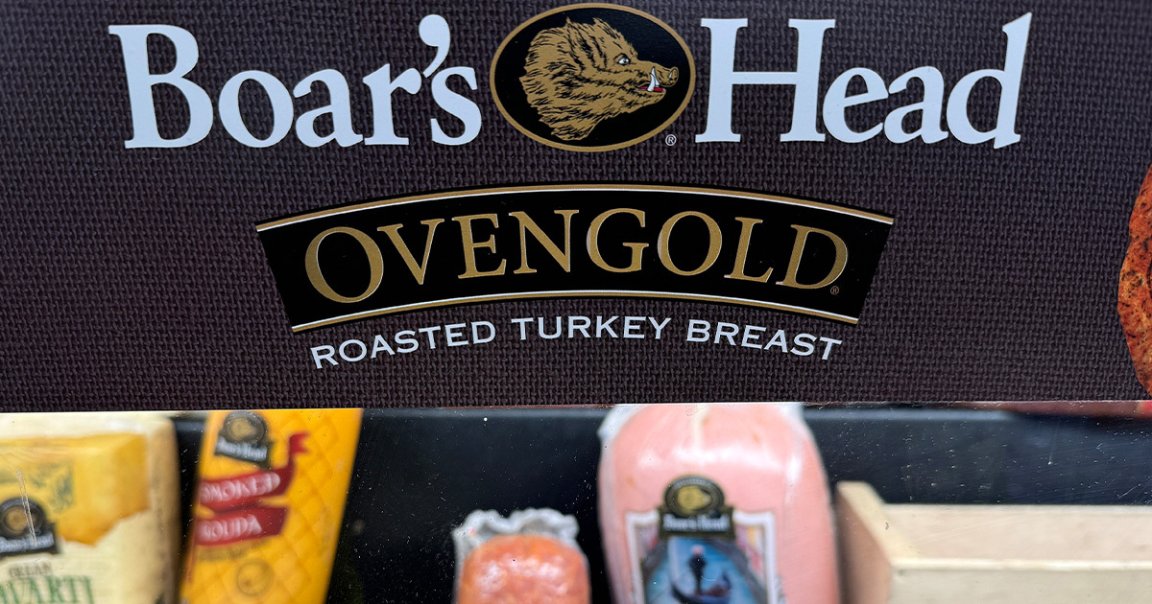 Boar's Head
®
OVENGOLD®
ROASTED TURKEY BREAST
Boar's Head
SMOKED
GOUDA
Boar's Head
Boar's Head